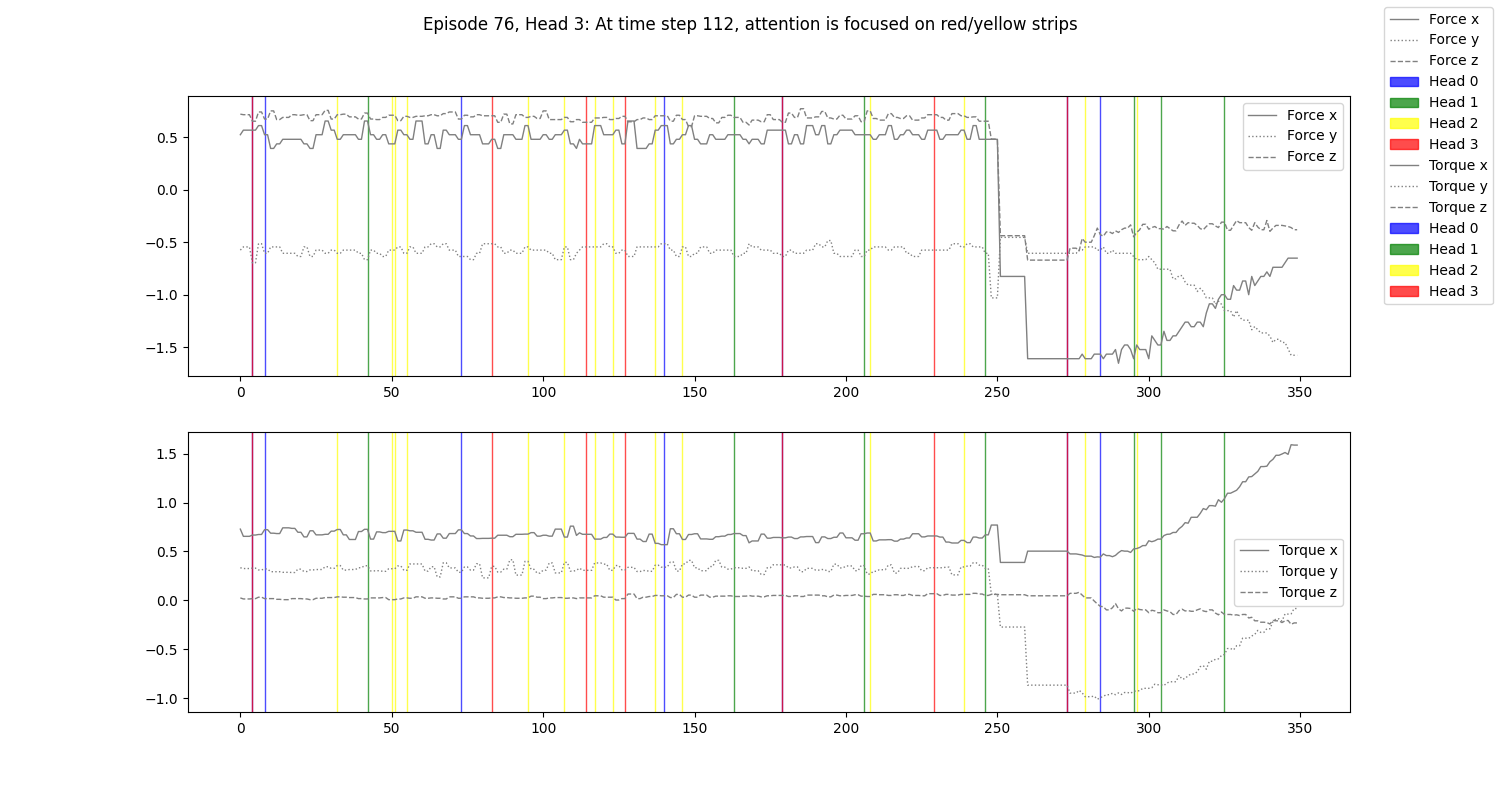 Episode 76, Head 3: At time step 112, attention is focused on red/yellow strips
Force x
Force y
Force z
Head 0
Head 1
Head 2
Head 3
Torque x
Torque y
Torque z
Head 0
Head 1
Head 2
Head 3
0.5
0.0
−0.5
−1.0
−1.5
Force x
Force y
Force z
0 50 100 150 200 250 300 350
1.5
1.0
0.5
0.0
−0.5
−1.0
Torque x
Torque y
Torque z
0 50 100 150 200 250 300 350